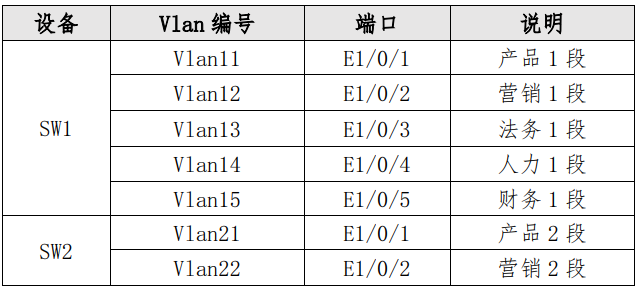 设备 Vlan 编号 端口 说明
Vlan11 E1/0/1 产品 1 段
Vlan12 E1/0/2 营销 1 段
SW1 Vlan13 E1/0/3 法务 1 段
Vlan14 E1/0/4 人力 1 段
Vlan15 E1/0/5 财务 1 段
SW2 Vlan21 E1/0/1 产品 2 段
Vlan22 E1/0/2 营销 2 段